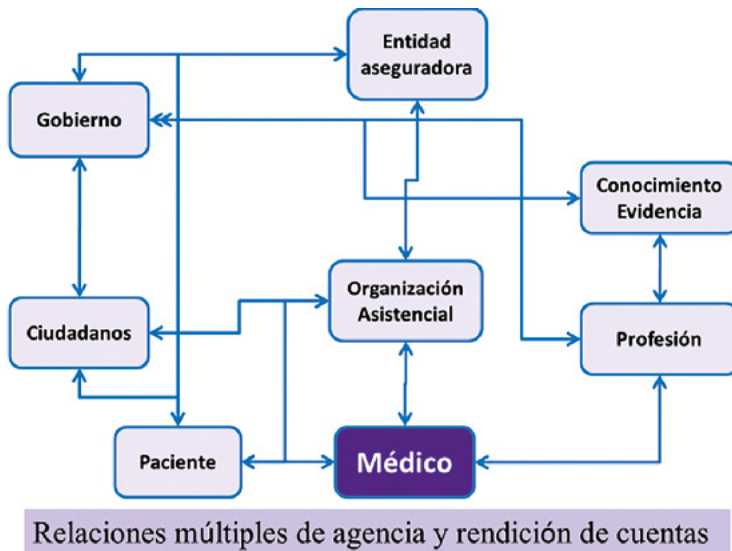 Entidad
aseguradora
Gobierno
Conocimiento
Evidencia
Organización
Asistencial
Ciudadanos
Profesión
Paciente
Médico
Relaciones múltiples de agencia y rendición de cuentas